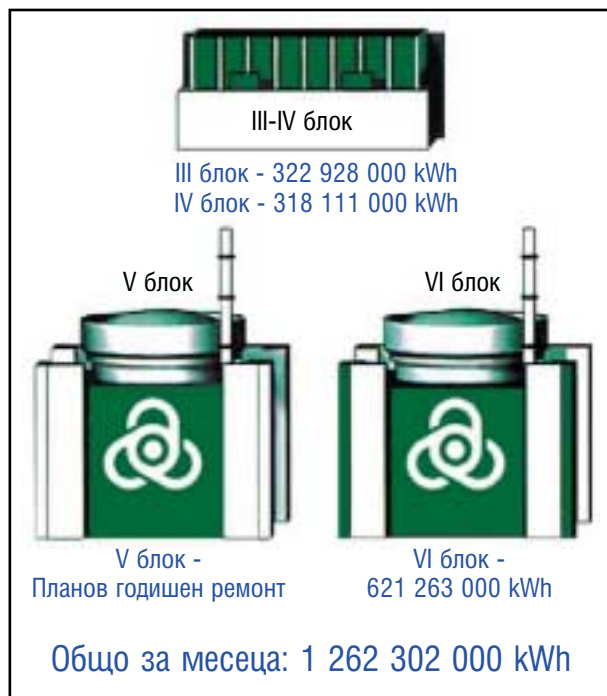 III-IV блок
III блок - 322 928 000 kWh
IV блок - 318 111 000 kWh
V блок
VI блок
V блок -
Планов годишен ремонт
VI блок -
621 263 000 kWh
Общо за месеца: 1 262 302 000 kWh